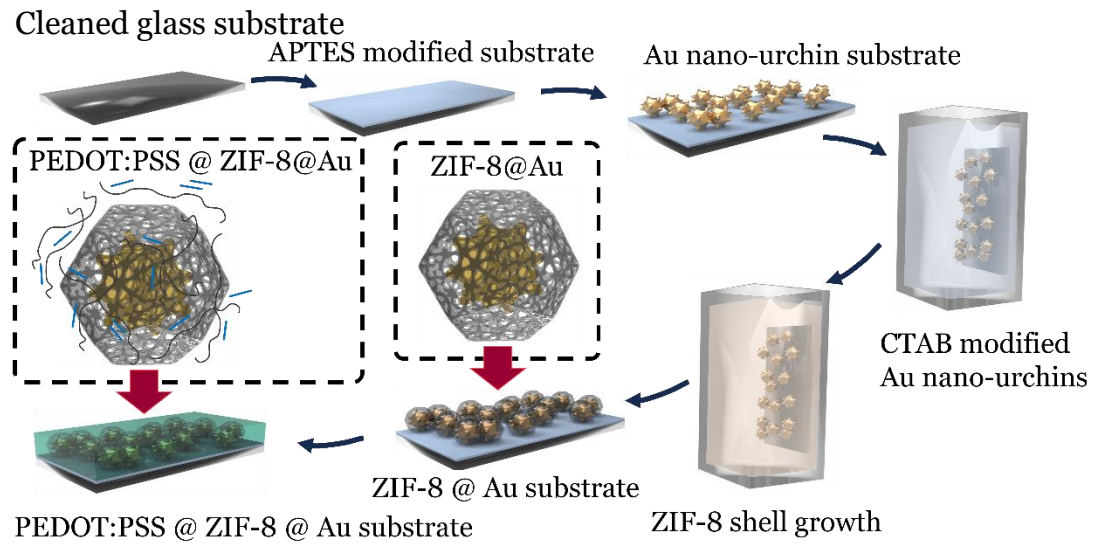 Cleaned glass substrate
APTES modified substrate
Au nano-urchin substrate
PEDOT:PSS @ ZIF-8@Au
ZIF-8@Au
CTAB modified
Au nano-urchins
ZIF-8 @ Au substrate
PEDOT:PSS @ ZIF-8 @ Au substrate
ZIF-8 shell growth